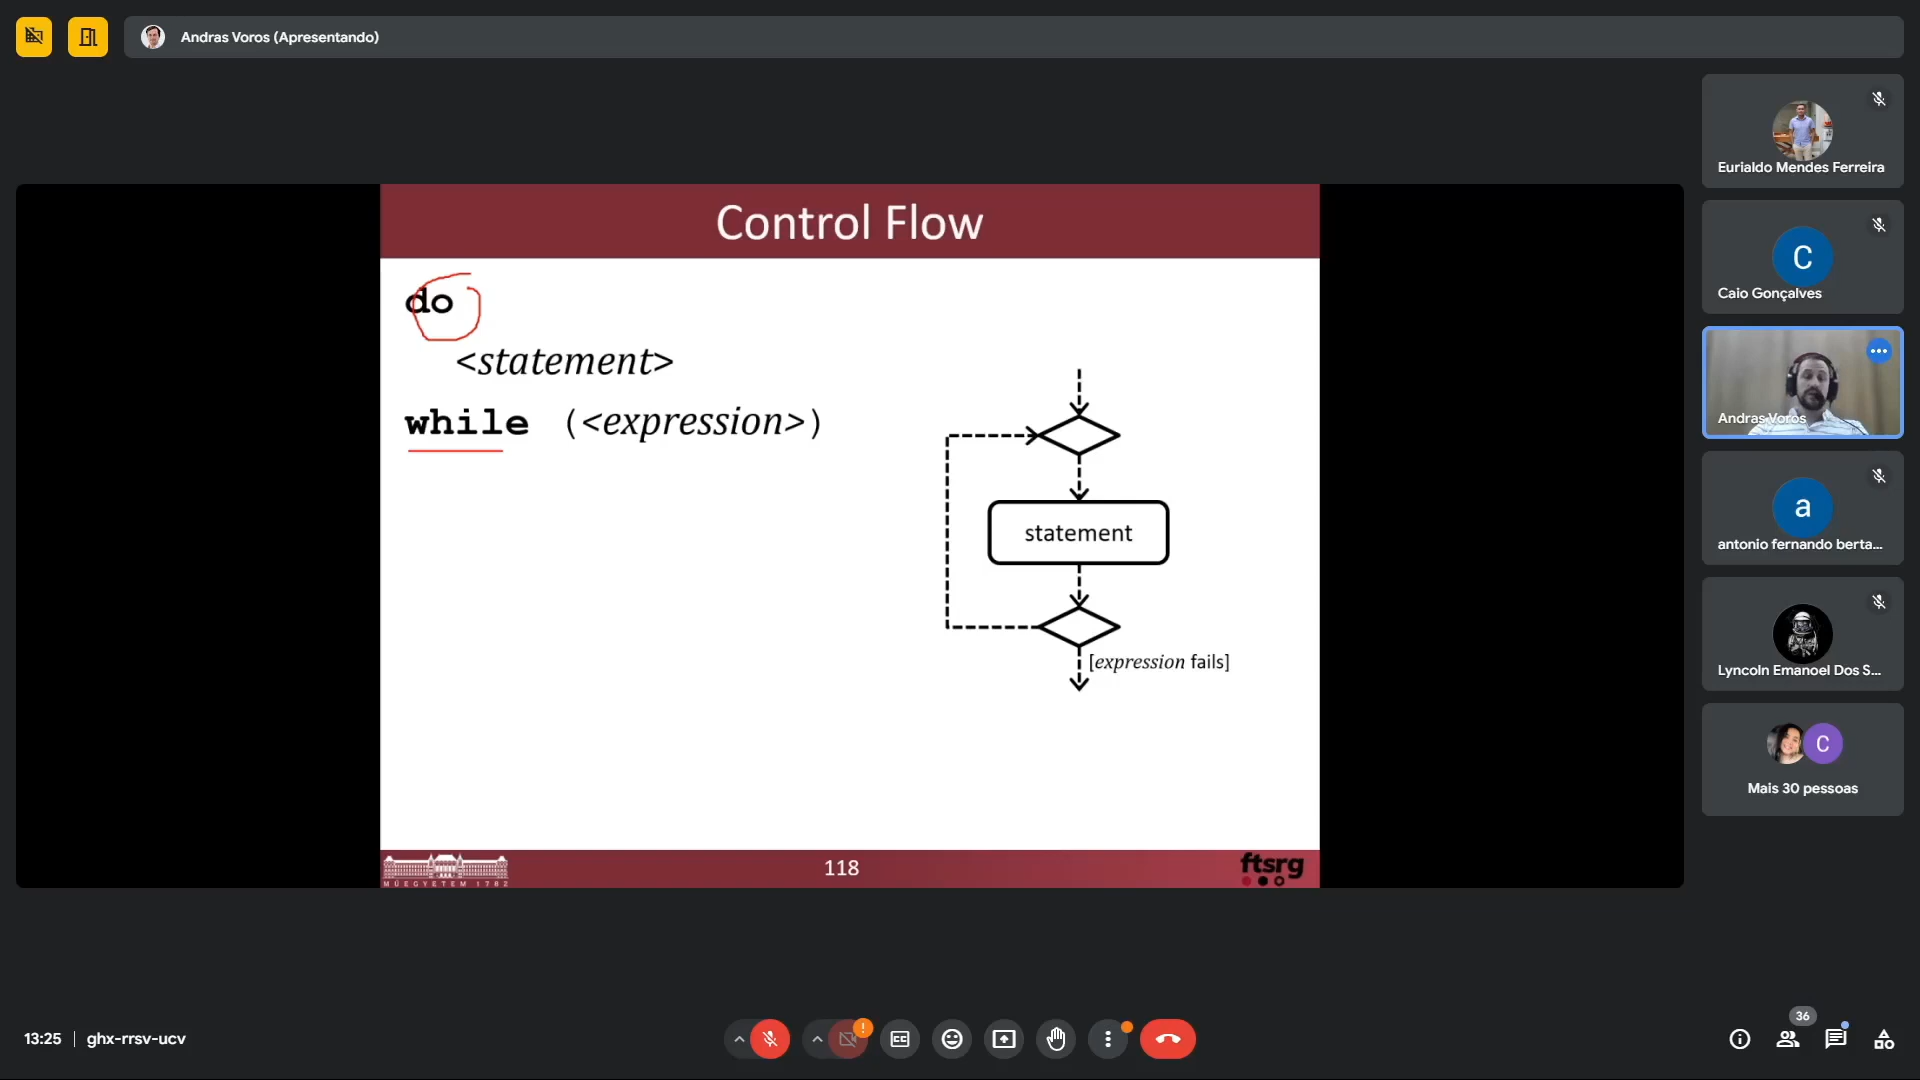 Andras Voros (Apresentando)
Control Flow
do
<statement>
while (<expression>)
statement
[expression fails]
MŰEGYETEM 1782
118
ftsrg
Eurialdo Mendes Ferreira
C
Caio Gonçalves
Andras Voros
a
antonio fernando berta...
Lyncoln Emanoel Dos S...
C
Mais 30 pessoas
13:25
ghx-rrsv-ucv
!
CC
36